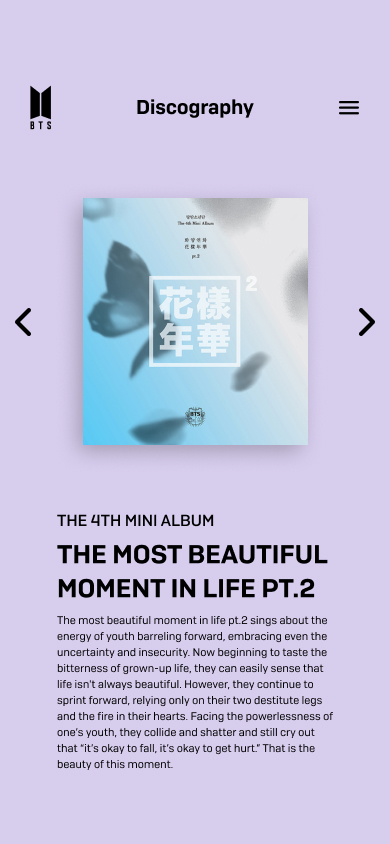 BTS
Discography
방탄소년단
The 4th Mini Album
화양연화
花樣年華
pt.2
花樣
年華
2
BTS
THE 4TH MINI ALBUM
THE MOST BEAUTIFUL
MOMENT IN LIFE PT.2
The most beautiful moment in life pt.2 sings about the
energy of youth barreling forward, embracing even the
uncertainty and insecurity. Now beginning to taste the
bitterness of grown-up life, they can easily sense that
life isn't always beautiful. However, they continue to
sprint forward, relying only on their two destitute legs
and the fire in their hearts. Facing the powerlessness of
one's youth, they collide and shatter and still cry out
that “it's okay to fall, it's okay to get hurt.” That is the
beauty of this moment.